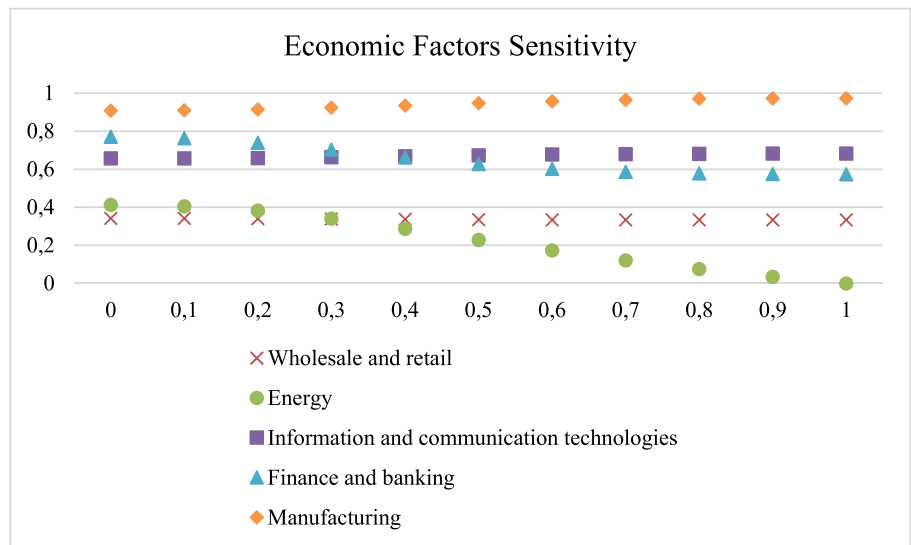 Economic Factors Sensitivity
1
0,8
0,6
0,4
0,2
0
0 0,1 0,2 0,3 0,4 0,5 0,6 0,7 0,8 0,9 1
Wholesale and retail
Energy
Information and communication technologies
Finance and banking
Manufacturing